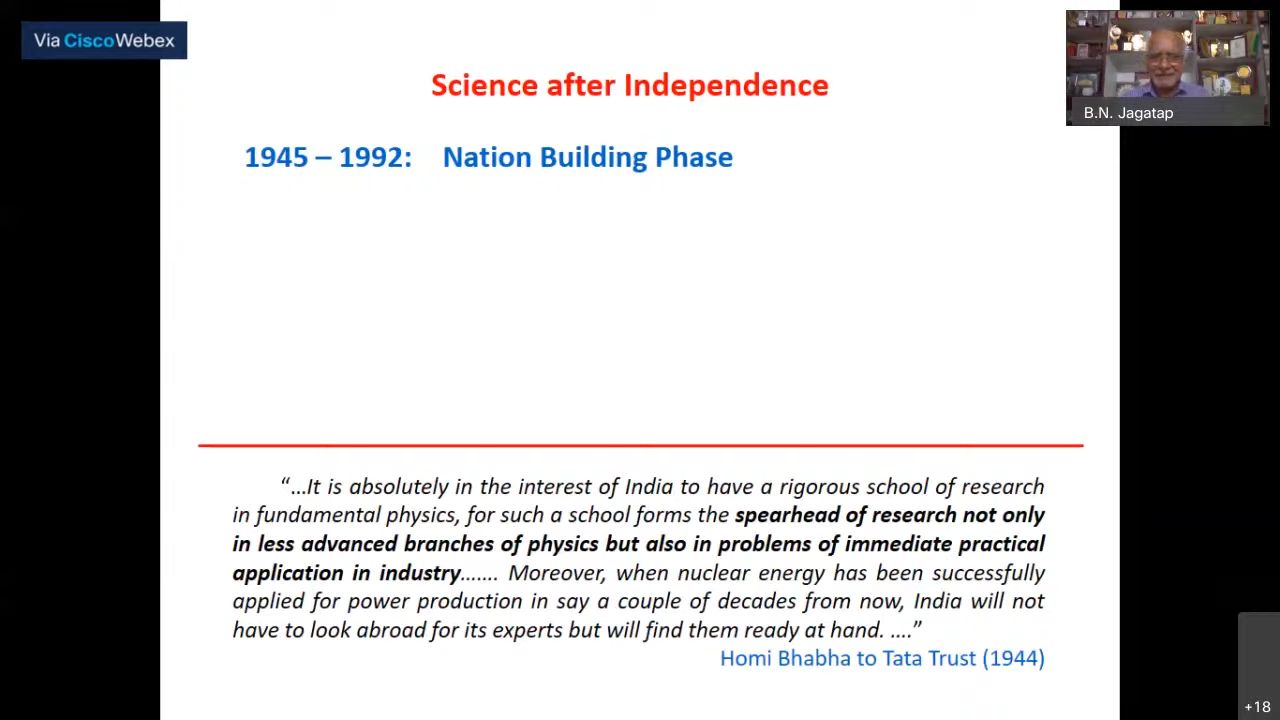 Via CiscoWebex
Science after Independence
B.N. Jagatap
1945 – 1992: Nation Building Phase
“…It is absolutely in the interest of India to have a rigorous school of research
in fundamental physics, for such a school forms the spearhead of research not only
in less advanced branches of physics but also in problems of immediate practical
application in industry……. Moreover, when nuclear energy has been successfully
applied for power production in say a couple of decades from now, India will not
have to look abroad for its experts but will find them ready at hand. ….”
Homi Bhabha to Tata Trust (1944)
+18